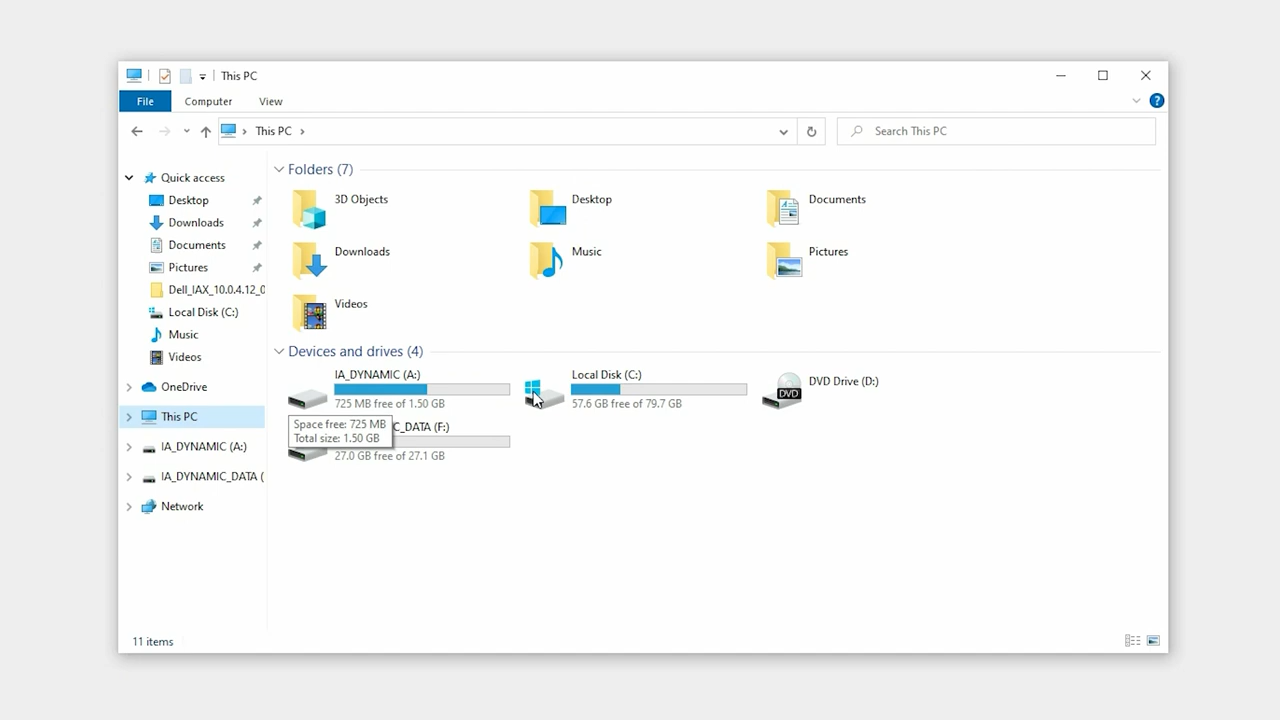 This PC
File Computer View
This PC
Search This PC
Quick access
Desktop
Downloads
Documents
Pictures
Dell_IAX_10.0.4.12_0
Local Disk (C:)
Music
Videos
OneDrive
This PC
IA_DYNAMIC (A:)
IA_DYNAMIC_DATA (
Network
Folders (7)
3D Objects
Desktop
Documents
Downloads
Music
Pictures
Videos
Devices and drives (4)
IA_DYNAMIC (A:)
725 MB free of 1.50 GB
Local Disk (C:)
57.6 GB free of 79.7 GB
DVD Drive (D:)
DVD
Space free: 725 MB
Total size: 1.50 GB
C_DATA (F:)
27.0 GB free of 27.1 GB
11 items